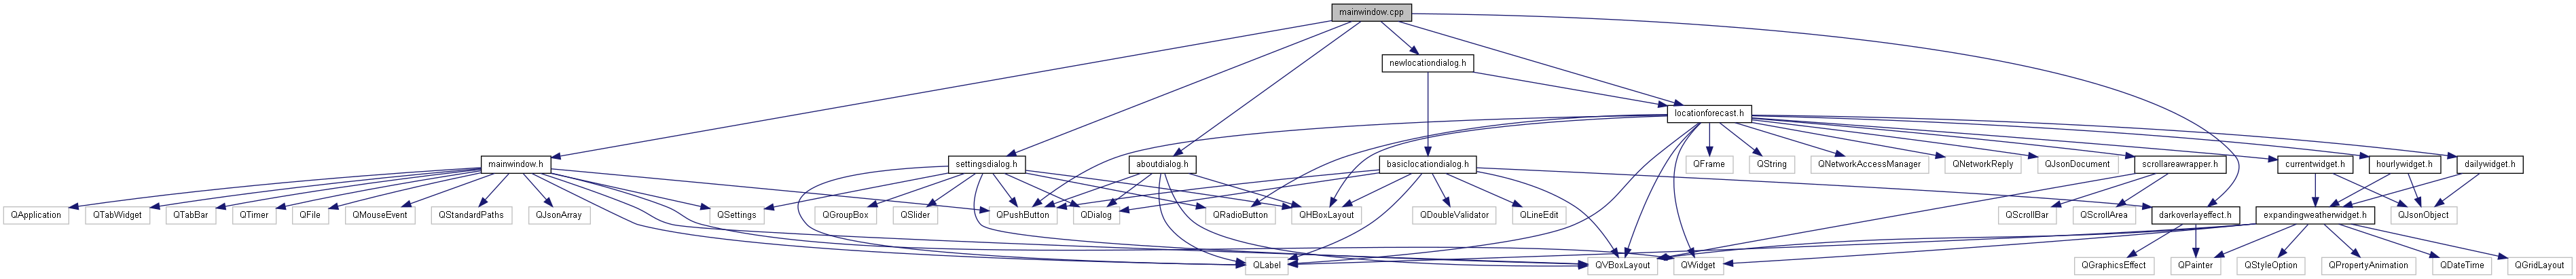 mainwindow.cpp
newlocationdialog.h
locationforecast.h
mainwindow.h
settingsdialog.h
aboutdialog.h
basiclocationdialog.h
QFrame
QString
QNetworkAccessManager
QNetworkReply
QJsonDocument
scrollareawrapper.h
currentwidget.h
hourlywidget.h
dailywidget.h
QApplication
QTabWidget
QTabBar
QTimer
QFile
QMouseEvent
QStandardPaths
QJsonArray
QSettings
QGroupBox
QSlider
QPushButton
QDialog
QRadioButton
QHBoxLayout
QDoubleValidator
QLineEdit
QScrollBar
QScrollArea
darkoverlayeffect.h
expandingweatherwidget.h
QJsonObject
QLabel
QVBoxLayout
QWidget
QGraphicsEffect
QPainter
QStyleOption
QPropertyAnimation
QDateTime
QGridLayout